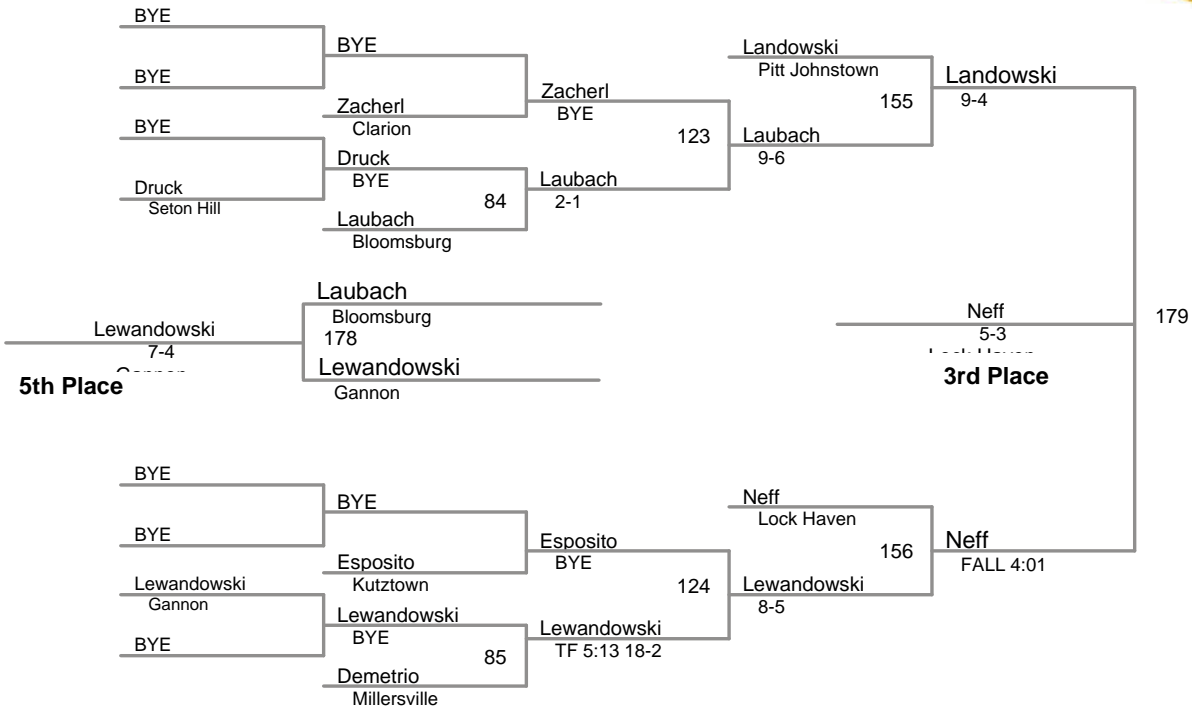 BYE
BYE
BYE
Zacherl
Clarion
Zacherl
BYE
BYE
Druck
Seton Hill
Druck
BYE
84
Laubach
Bloomsburg
Laubach
2-1
123
Landowski
Pitt Johnstown
Laubach
9-6
155
Landowski
9-4
Laubach
Bloomsburg
178
Lewandowski
Gannon
Lewandowski
7-4
5th Place
Neff
5-3
3rd Place
179
BYE
BYE
BYE
Esposito
Kutztown
Esposito
BYE
Lewandowski
Gannon
BYE
Lewandowski
BYE
85
Demetrio
Millersville
Lewandowski
TF 5:13 18-2
124
Neff
Lock Haven
Lewandowski
8-5
156
Neff
FALL 4:01